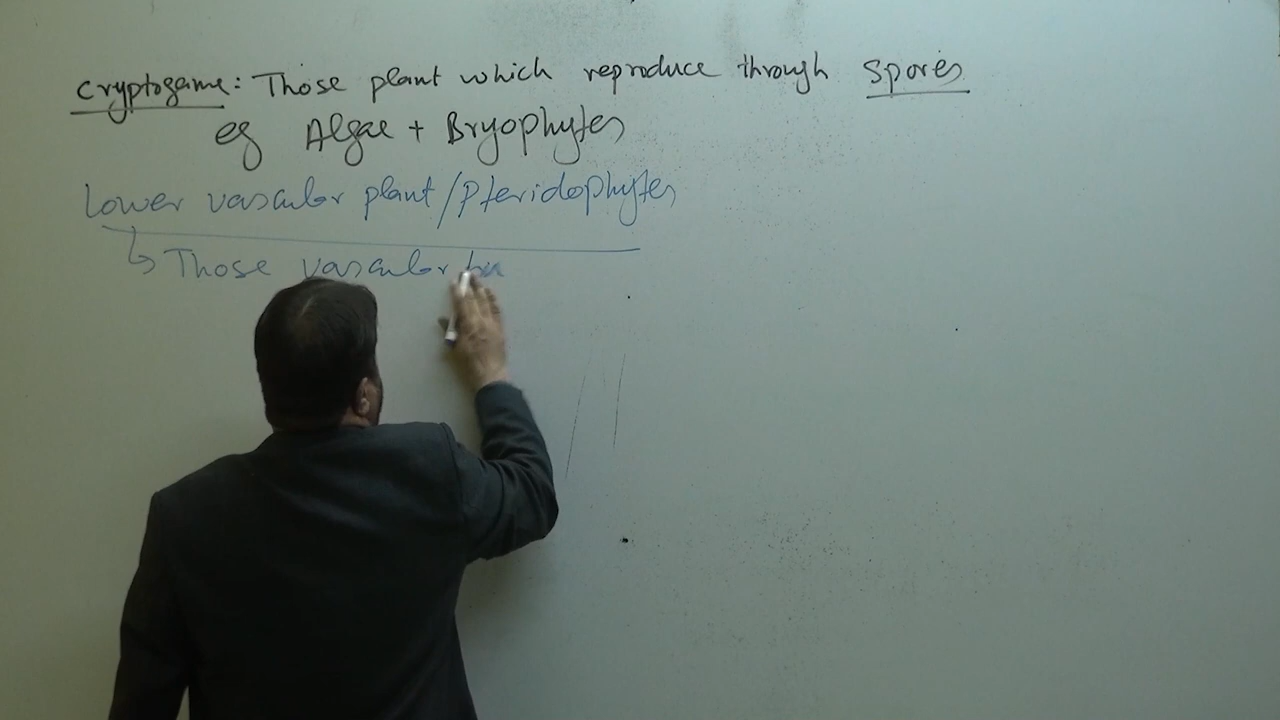 Cryptogame: Those plant which reproduce through spores
eg Algae + Bryophytes
Lower vascular plant/Pteridophytes
Those vascular